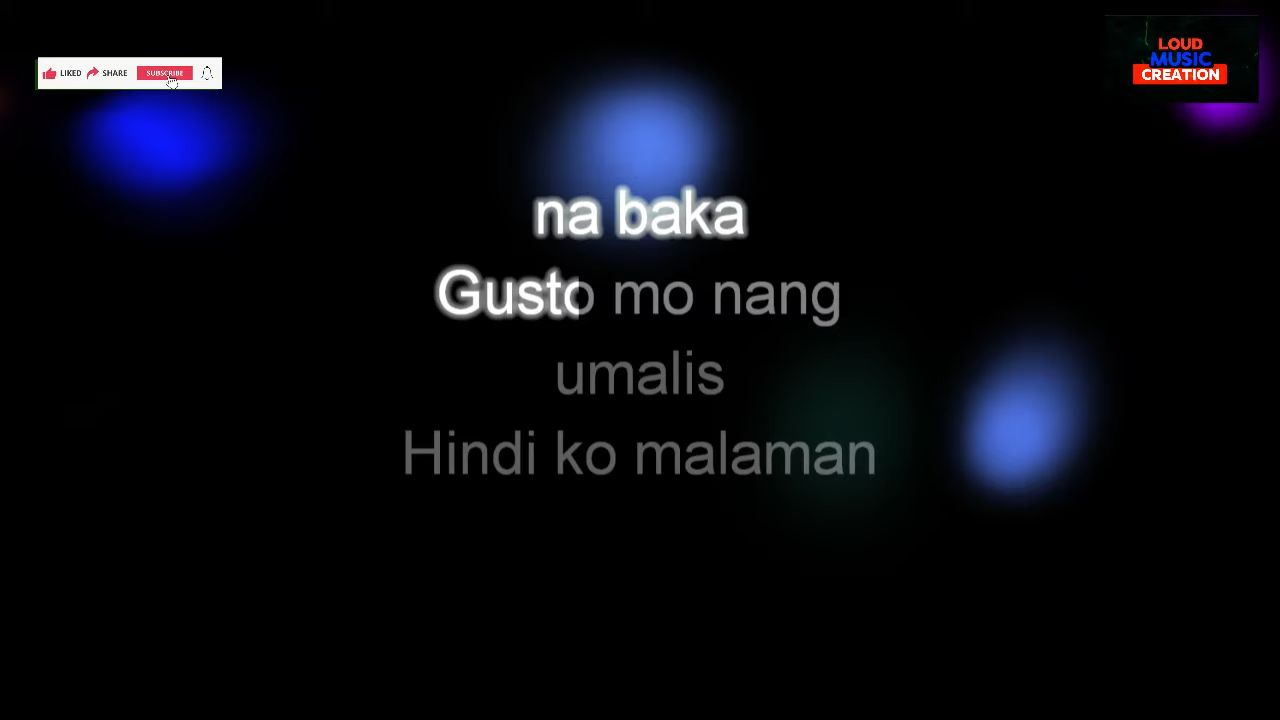 LIKED SHARE SUBSCRIBE
LOUD
MUSIC
CREATION
na baka
Gusto mo nang
umalis
Hindi ko malaman